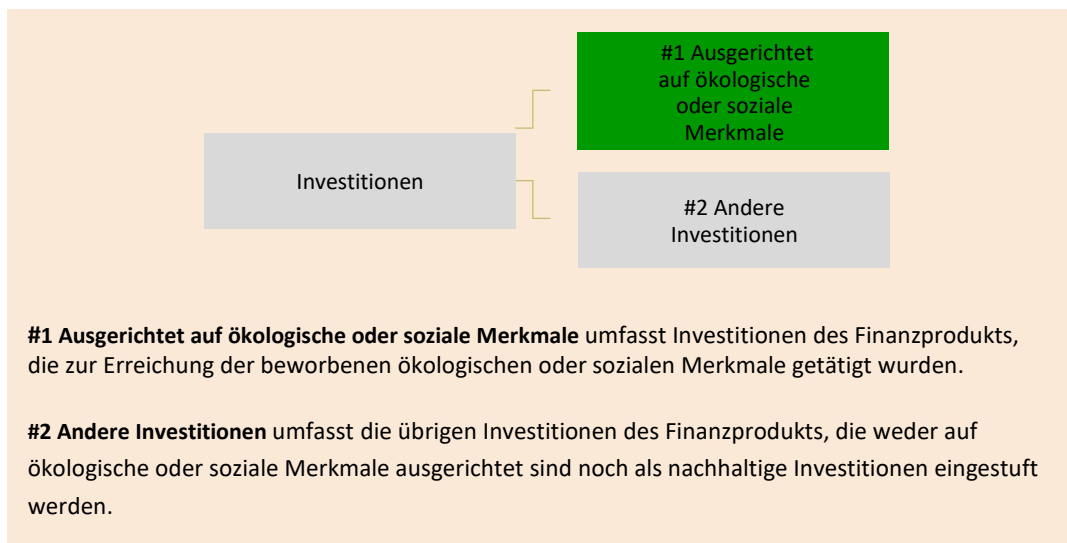 #1 Ausgerichtet
auf ökologische
oder soziale
Merkmale
Investitionen
#2 Andere
Investitionen
#1 Ausgerichtet auf ökologische oder soziale Merkmale umfasst Investitionen des Finanzprodukts,
die zur Erreichung der beworbenen ökologischen oder sozialen Merkmale getätigt wurden.
#2 Andere Investitionen umfasst die übrigen Investitionen des Finanzprodukts, die weder auf
ökologische oder soziale Merkmale ausgerichtet sind noch als nachhaltige Investitionen eingestuft
werden.